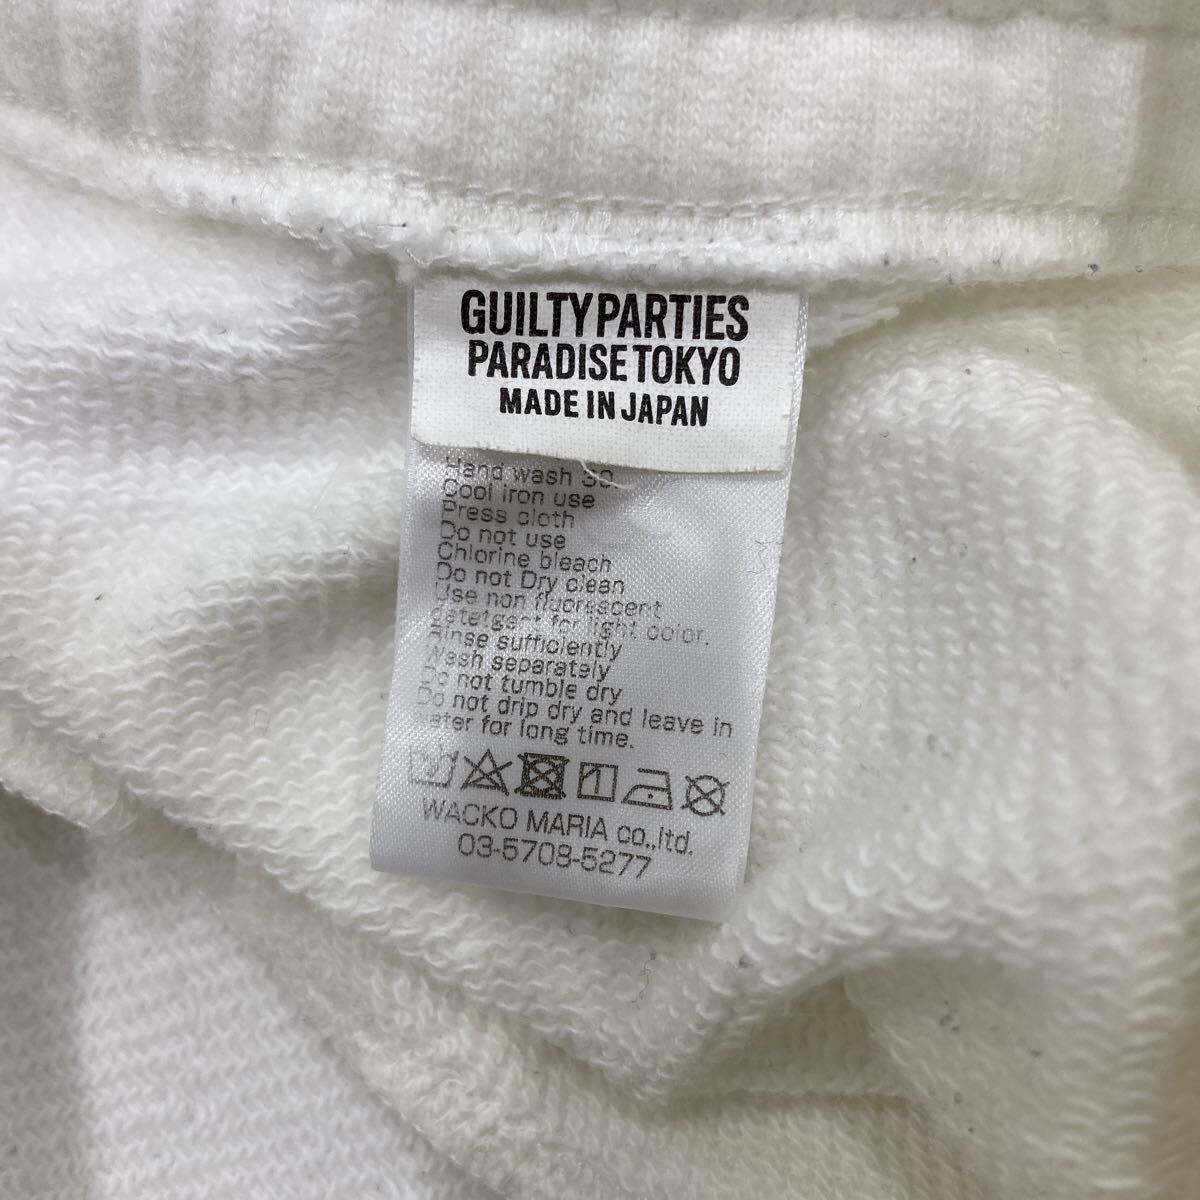 GUILTY PARTIES
PARADISE TOKYO
MADE IN JAPAN
Hand wash 30.
Cool iron use
Press cloth
Do not use
Chlorine bleach
Do not Dry clean
Use non fluorescent
detetgent for light color.
Rinse sufficiently
Wash separately
Do not tumble dry
Do not drip dry and leave in
water for long time.
WACKO MARIA co.,ltd.
03-5708-5277